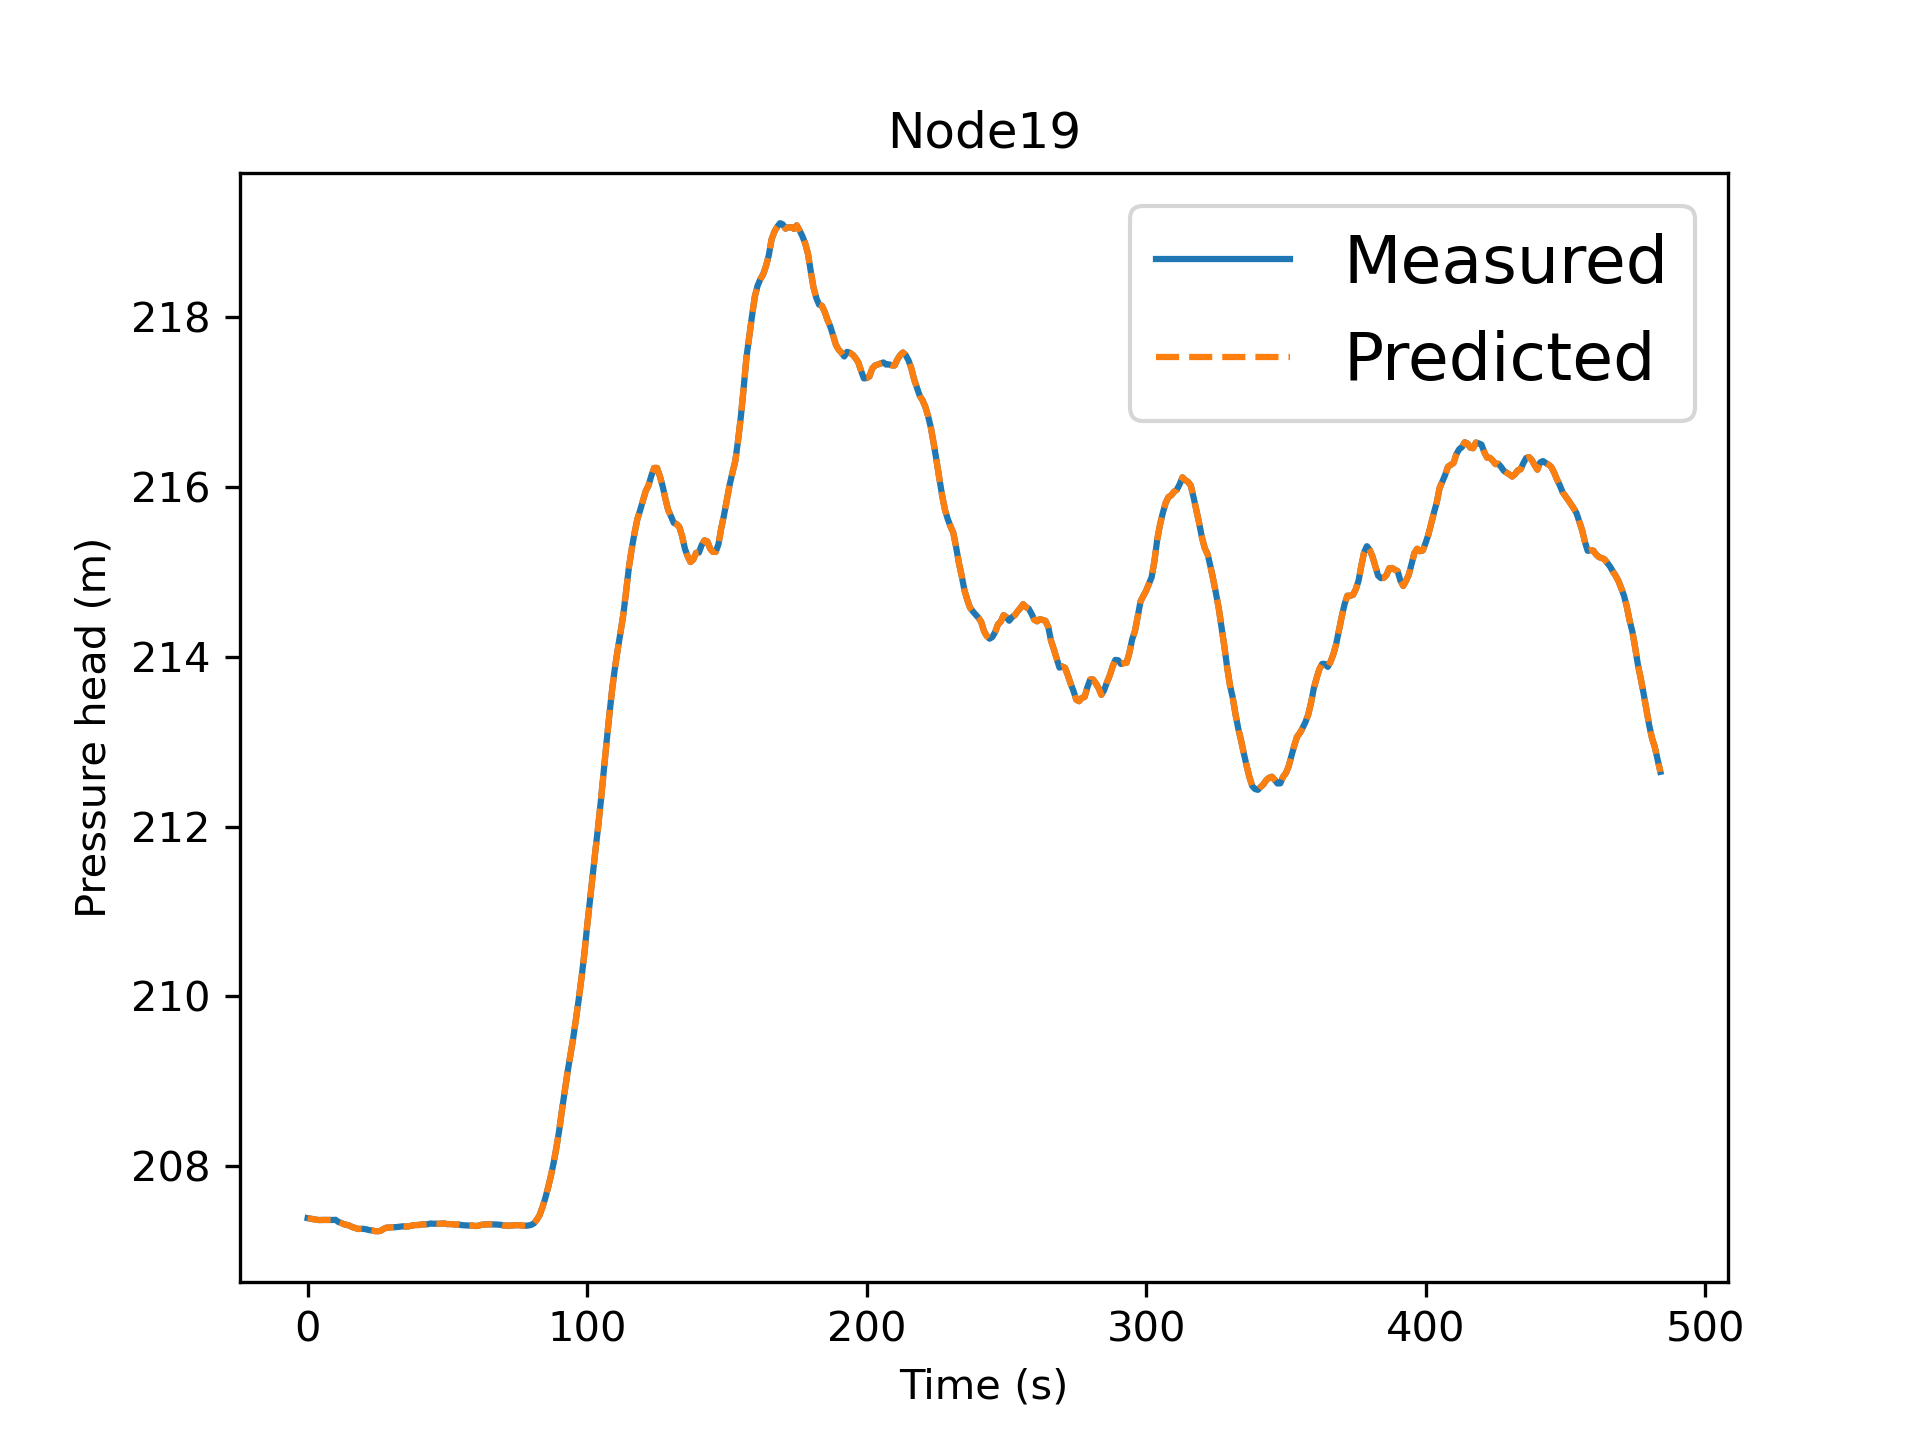 Node19
Measured
Predicted
Pressure head (m)
218
216
214
212
210
208
0 100 200 300 400 500
Time (s)